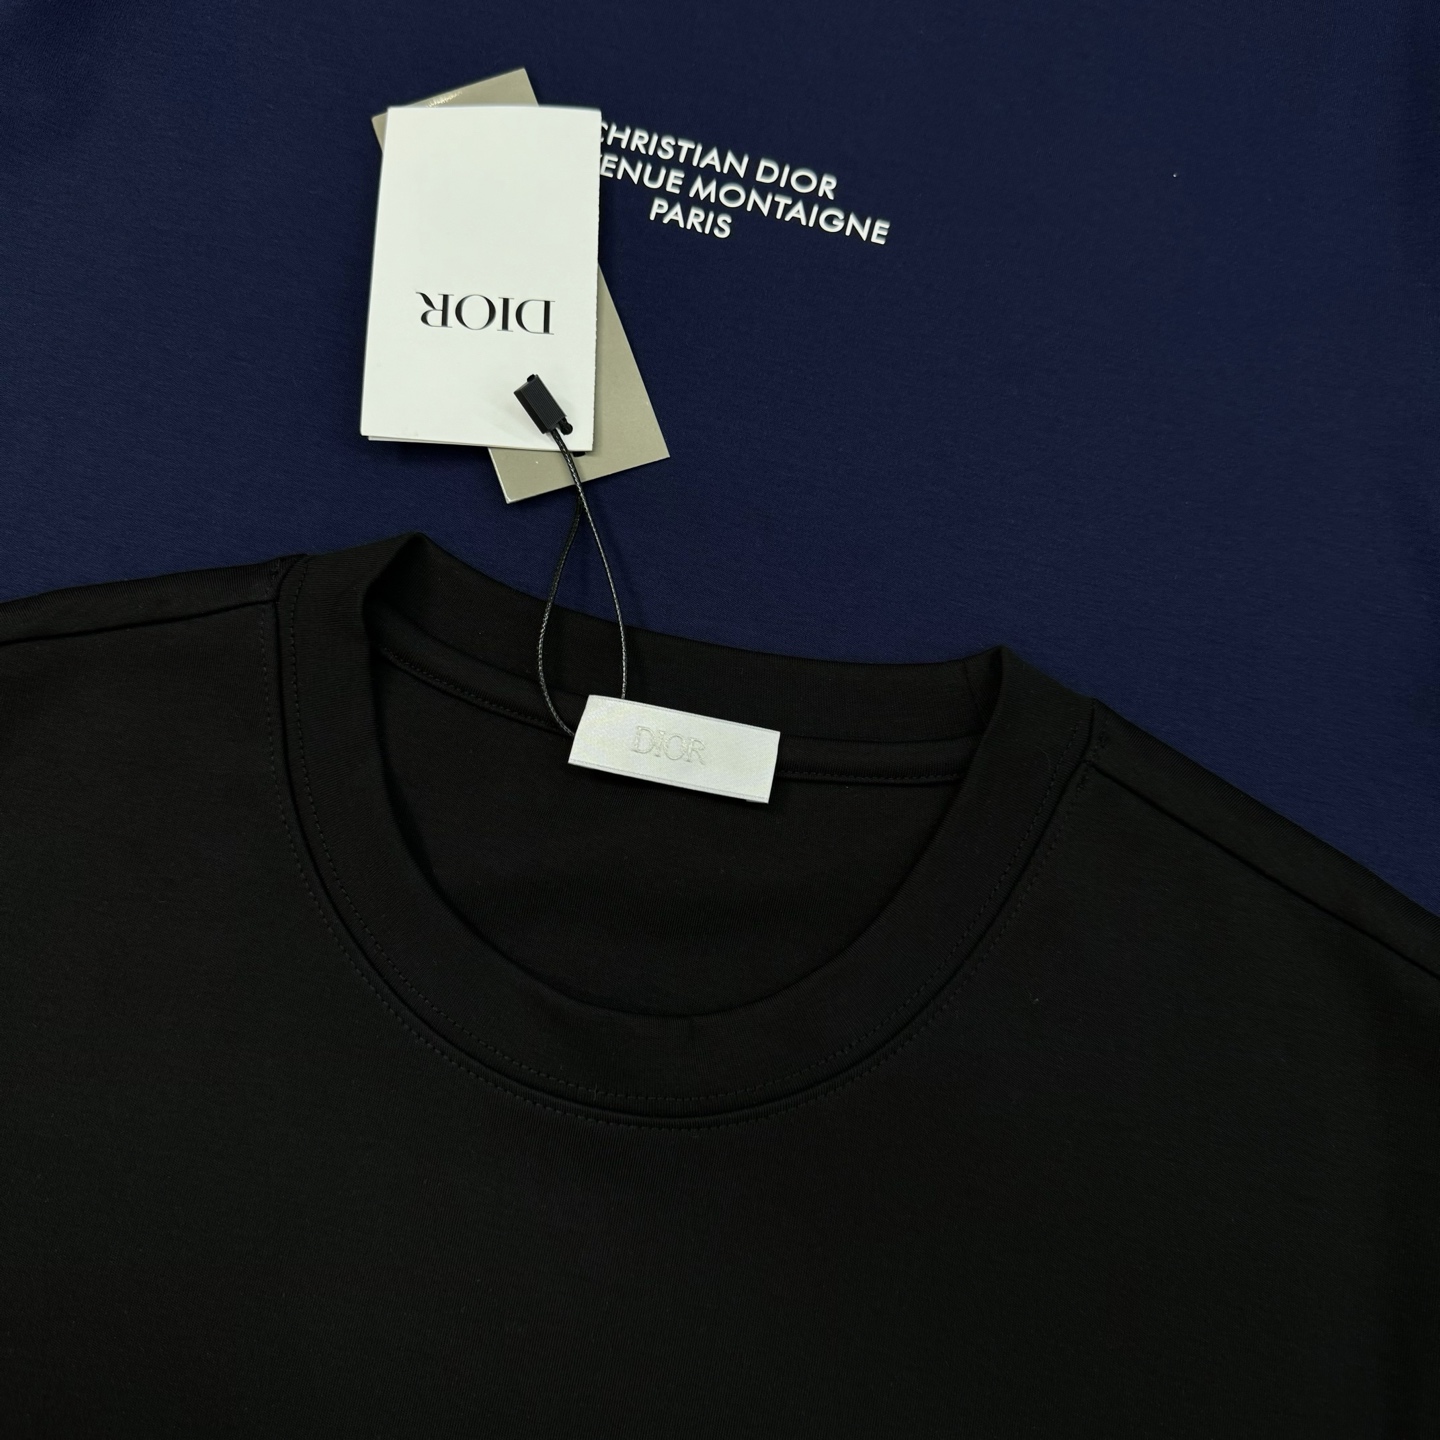 CHRISTIAN DIOR
ENUE MONTAIGNE
PARIS
DIOR
DIOR